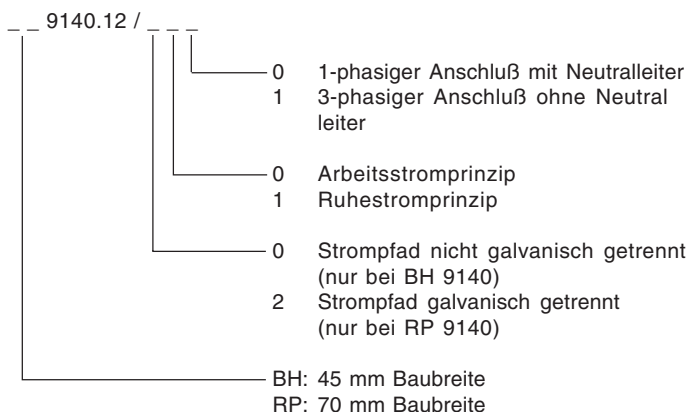 _ _ 9140.12 / _ _ _
0 1-phasiger Anschluß mit Neutralleiter
1 3-phasiger Anschluß ohne Neutral
leiter
0 Arbeitsstromprinzip
1 Ruhestromprinzip
0 Strompfad nicht galvanisch getrennt
(nur bei BH 9140)
2 Strompfad galvanisch getrennt
(nur bei RP 9140)
BH: 45 mm Baubreite
RP: 70 mm Baubreite